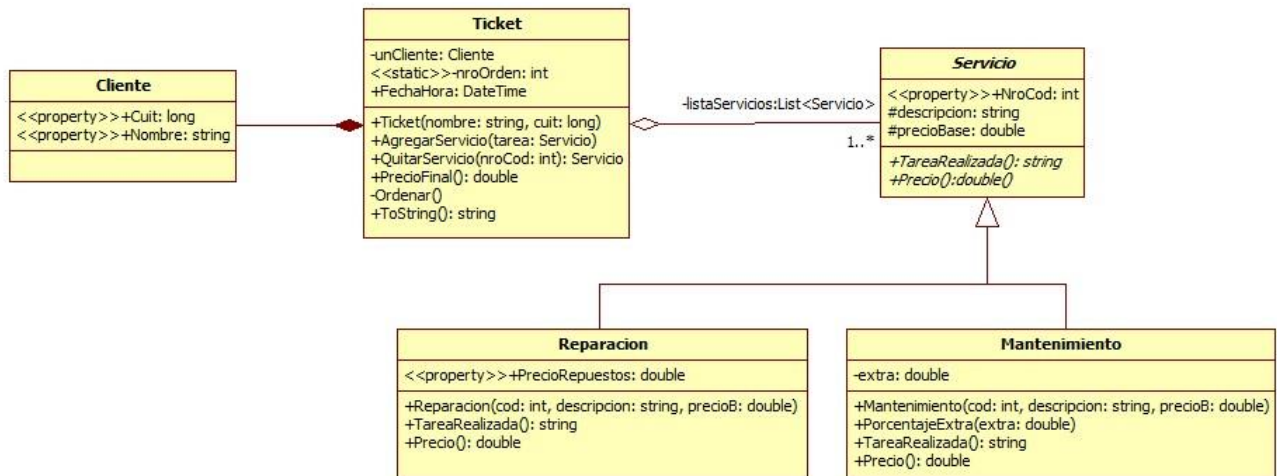 Ticket
-unCliente: Cliente
<<static>>-nroOrden: int
+FechaHora: DateTime
+Ticket(nombre: string, cuit: long)
+AgregarServicio(tarea: Servicio)
+QuitarServicio(nroCod: int): Servicio
+PrecioFinal(): double
-Ordenar()
+ToString(): string
Cliente
<<property>>+Cuit: long
<<property>>+Nombre: string
-listaServicios:List<Servicio>
1..*
Servicio
<<property>>+NroCod: int
#descripcion: string
#precioBase: double
+TareaRealizada(): string
+Precio():double()
Reparacion
<<property>>+PrecioRepuestos: double
+Reparacion(cod: int, descripcion: string, precioB: double)
+TareaRealizada(): string
+Precio(): double
Mantenimiento
-extra: double
+Mantenimiento(cod: int, descripcion: string, precioB: double)
+PorcentajeExtra(extra: double)
+TareaRealizada(): string
+Precio(): double